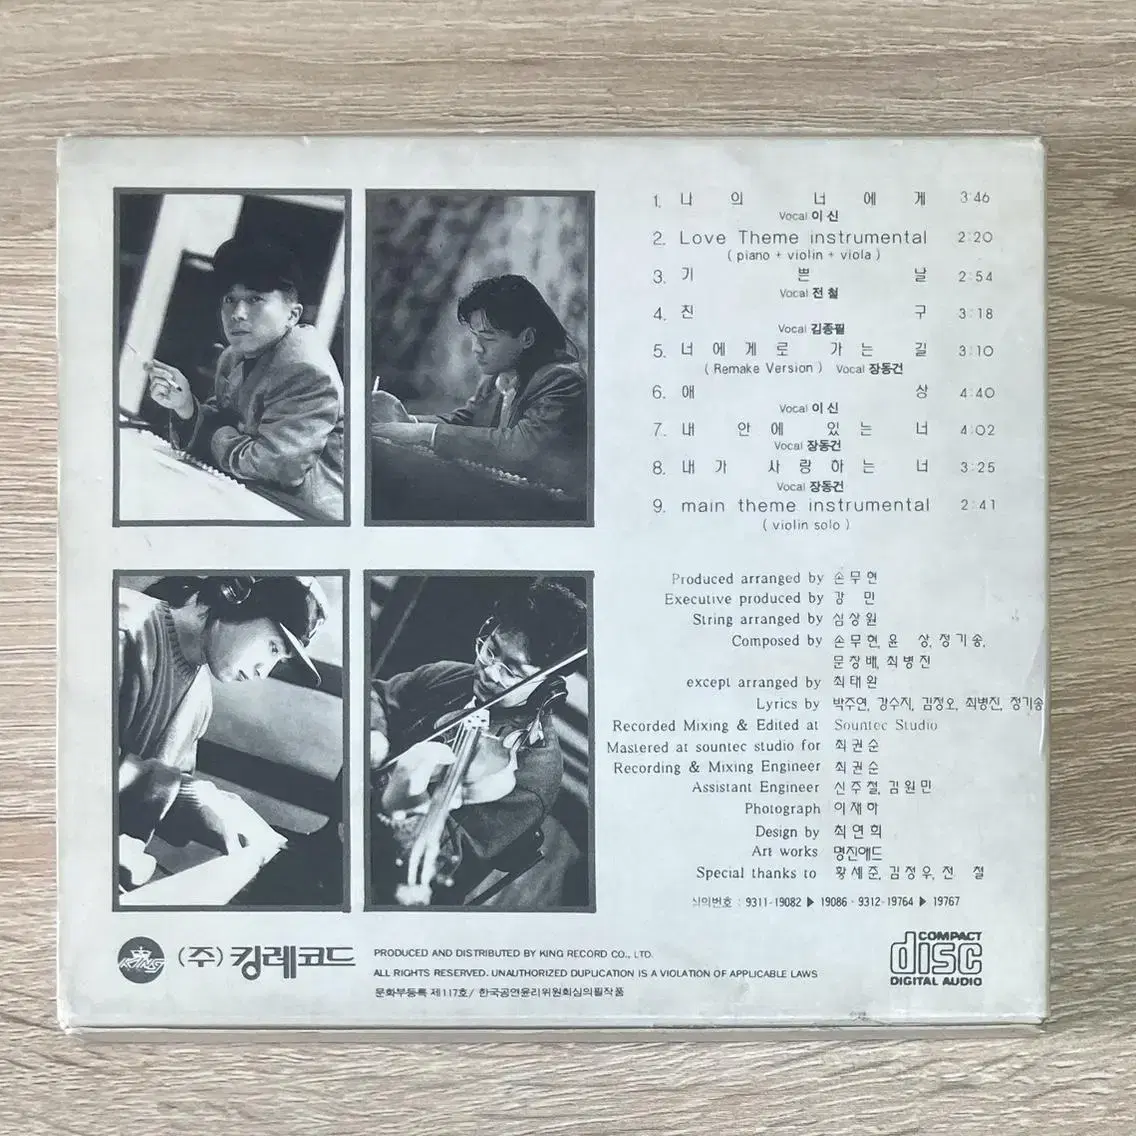 1. 나의 너에게 3:46
Vocal 이신
2. Love Theme instrumental 2:20
( piano + violin + viola )
3. 기쁜 날 2:54
Vocal 전철
4. 친구 3:18
Vocal 김종필
5. 너에게로 가는 길 3:10
( Remake Version ) Vocal 장동건
6. 애상 4:40
Vocal 이신
7. 내 안에 있는 너 4:02
Vocal 장동건
8. 내가 사랑하는 너 3:25
Vocal 장동건
9. main theme instrumental 2:41
( violin solo )
Produced arranged by 손무현
Executive produced by 강민
String arranged by 심상원
Composed by 손무현, 윤 상, 정기송,
문창배, 최병진
except arranged by 최태완
Lyrics by 박주연, 강수지, 김정오, 최병진, 정기송
Recorded Mixing & Edited at Sountec Studio
Mastered at sountec studio for 최권순
Recording & Mixing Engineer 최권순
Assistant Engineer 신주철, 김원민
Photograph 이재하
Design by 최연희
Art works 명진애드
Special thanks to 황세준, 김정우, 전 철
심의번호 : 9311-19082 ▶ 19086 · 9312-19764 ▶ 19767
KING
(주) 킹레코드
PRODUCED AND DISTRIBUTED BY KING RECORD CO., LTD.
ALL RIGHTS RESERVED. UNAUTHORIZED DUPLICATION IS A VIOLATION OF APPLICABLE LAWS
문화부등록 제117호/ 한국공연윤리위원회심의필작품
COMPACT
disc
DIGITAL AUDIO